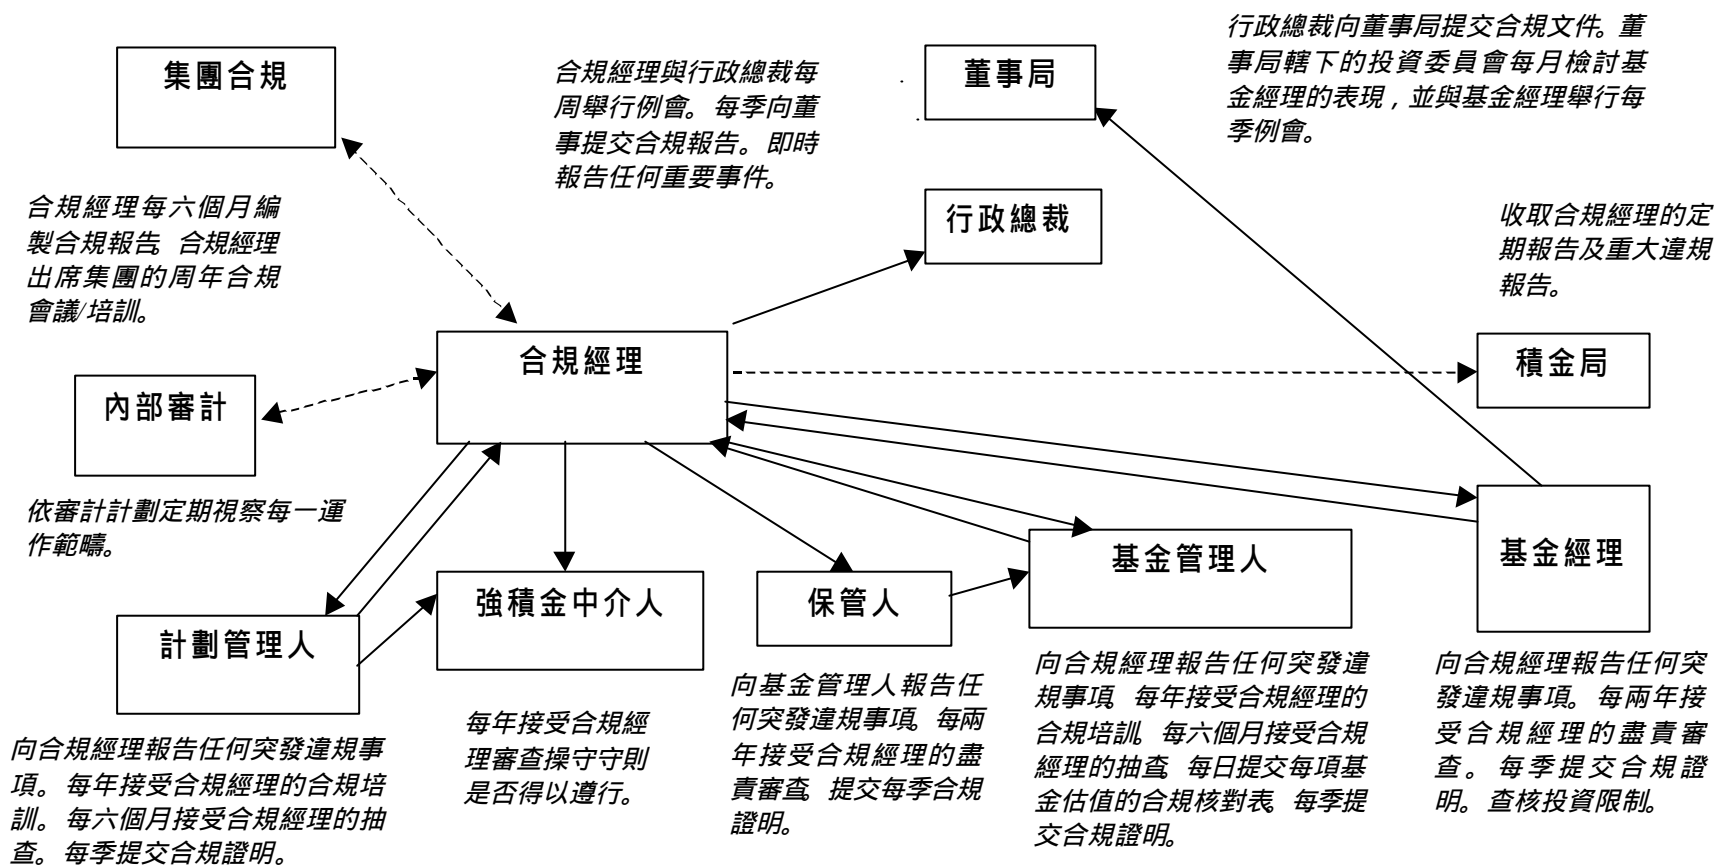 集團合規
合規經理與行政總裁每
周舉行例會。每季向董
事提交合規報告。即時
報告任何重要事件。
董事局
行政總裁向董事局提交合規文件。董
事局轄下的投資委員會每月檢討基
金經理的表現，並與基金經理舉行每
季例會。
合規經理每六個月編
製合規報告。合規經理
出席集團的周年合規
會議/培訓。
行政總裁
收取合規經理的定
期報告及重大違規
報告。
合規經理
積金局
內部審計
依審計計劃定期視察每一運
作範疇。
計劃管理人
強積金中介人
保管人
基金管理人
基金經理
向合規經理報告任何突發違規事
項。每年接受合規經理的合規培
訓。每六個月接受合規經理的抽
查。每季提交合規證明。
每年接受合規經
理審查操守守則
是否得以遵行。
向基金管理人報告任
何突發違規事項。每兩
年接受合規經理的盡
責審查。提交每季合規
證明。
向合規經理報告任何突發違
規事項。每年接受合規經理的
合規培訓。每六個月接受合規
經理的抽查。每日提交每項基
金估值的合規核對表。每季提
交合規證明。
向合規經理報告任何突
發違規事項。每兩年接
受合規經理的盡責審
查。每季提交合規證
明。查核投資限制。